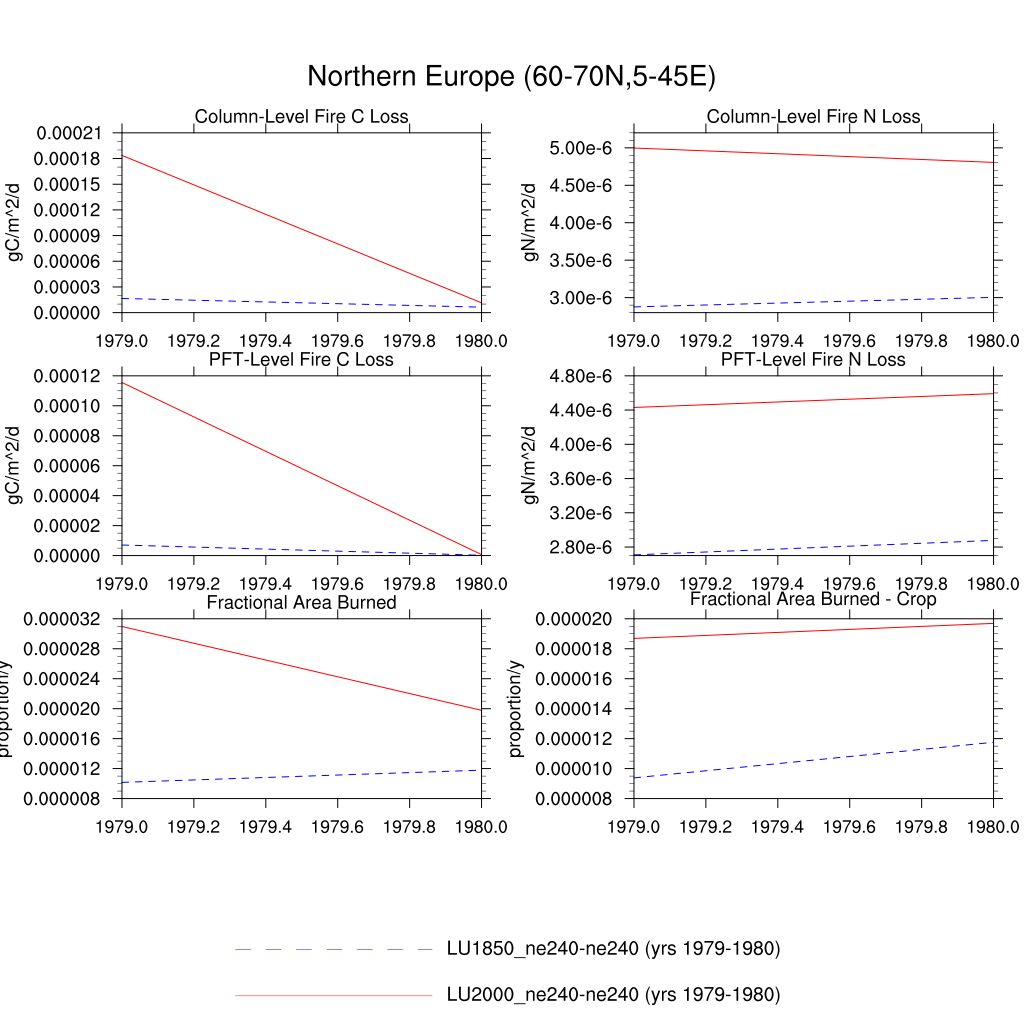 Northern Europe (60-70N,5-45E)
Column-Level Fire C Loss
gC/m^2/d
0.00021
0.00018
0.00015
0.00012
0.00009
0.00006
0.00003
0.00000
1979.0 1979.2 1979.4 1979.6 1979.8 1980.0
Column-Level Fire N Loss
gN/m^2/d
5.00e-6
4.50e-6
4.00e-6
3.50e-6
3.00e-6
1979.0 1979.2 1979.4 1979.6 1979.8 1980.0
PFT-Level Fire C Loss
gC/m^2/d
0.00012
0.00010
0.00008
0.00006
0.00004
0.00002
0.00000
1979.0 1979.2 1979.4 1979.6 1979.8 1980.0
PFT-Level Fire N Loss
gN/m^2/d
4.80e-6
4.40e-6
4.00e-6
3.60e-6
3.20e-6
2.80e-6
1979.0 1979.2 1979.4 1979.6 1979.8 1980.0
Fractional Area Burned
proportion/y
0.000032
0.000028
0.000024
0.000020
0.000016
0.000012
0.000008
1979.0 1979.2 1979.4 1979.6 1979.8 1980.0
Fractional Area Burned - Crop
proportion/y
0.000020
0.000018
0.000016
0.000014
0.000012
0.000010
0.000008
1979.0 1979.2 1979.4 1979.6 1979.8 1980.0
LU1850_ne240-ne240 (yrs 1979-1980)
LU2000_ne240-ne240 (yrs 1979-1980)